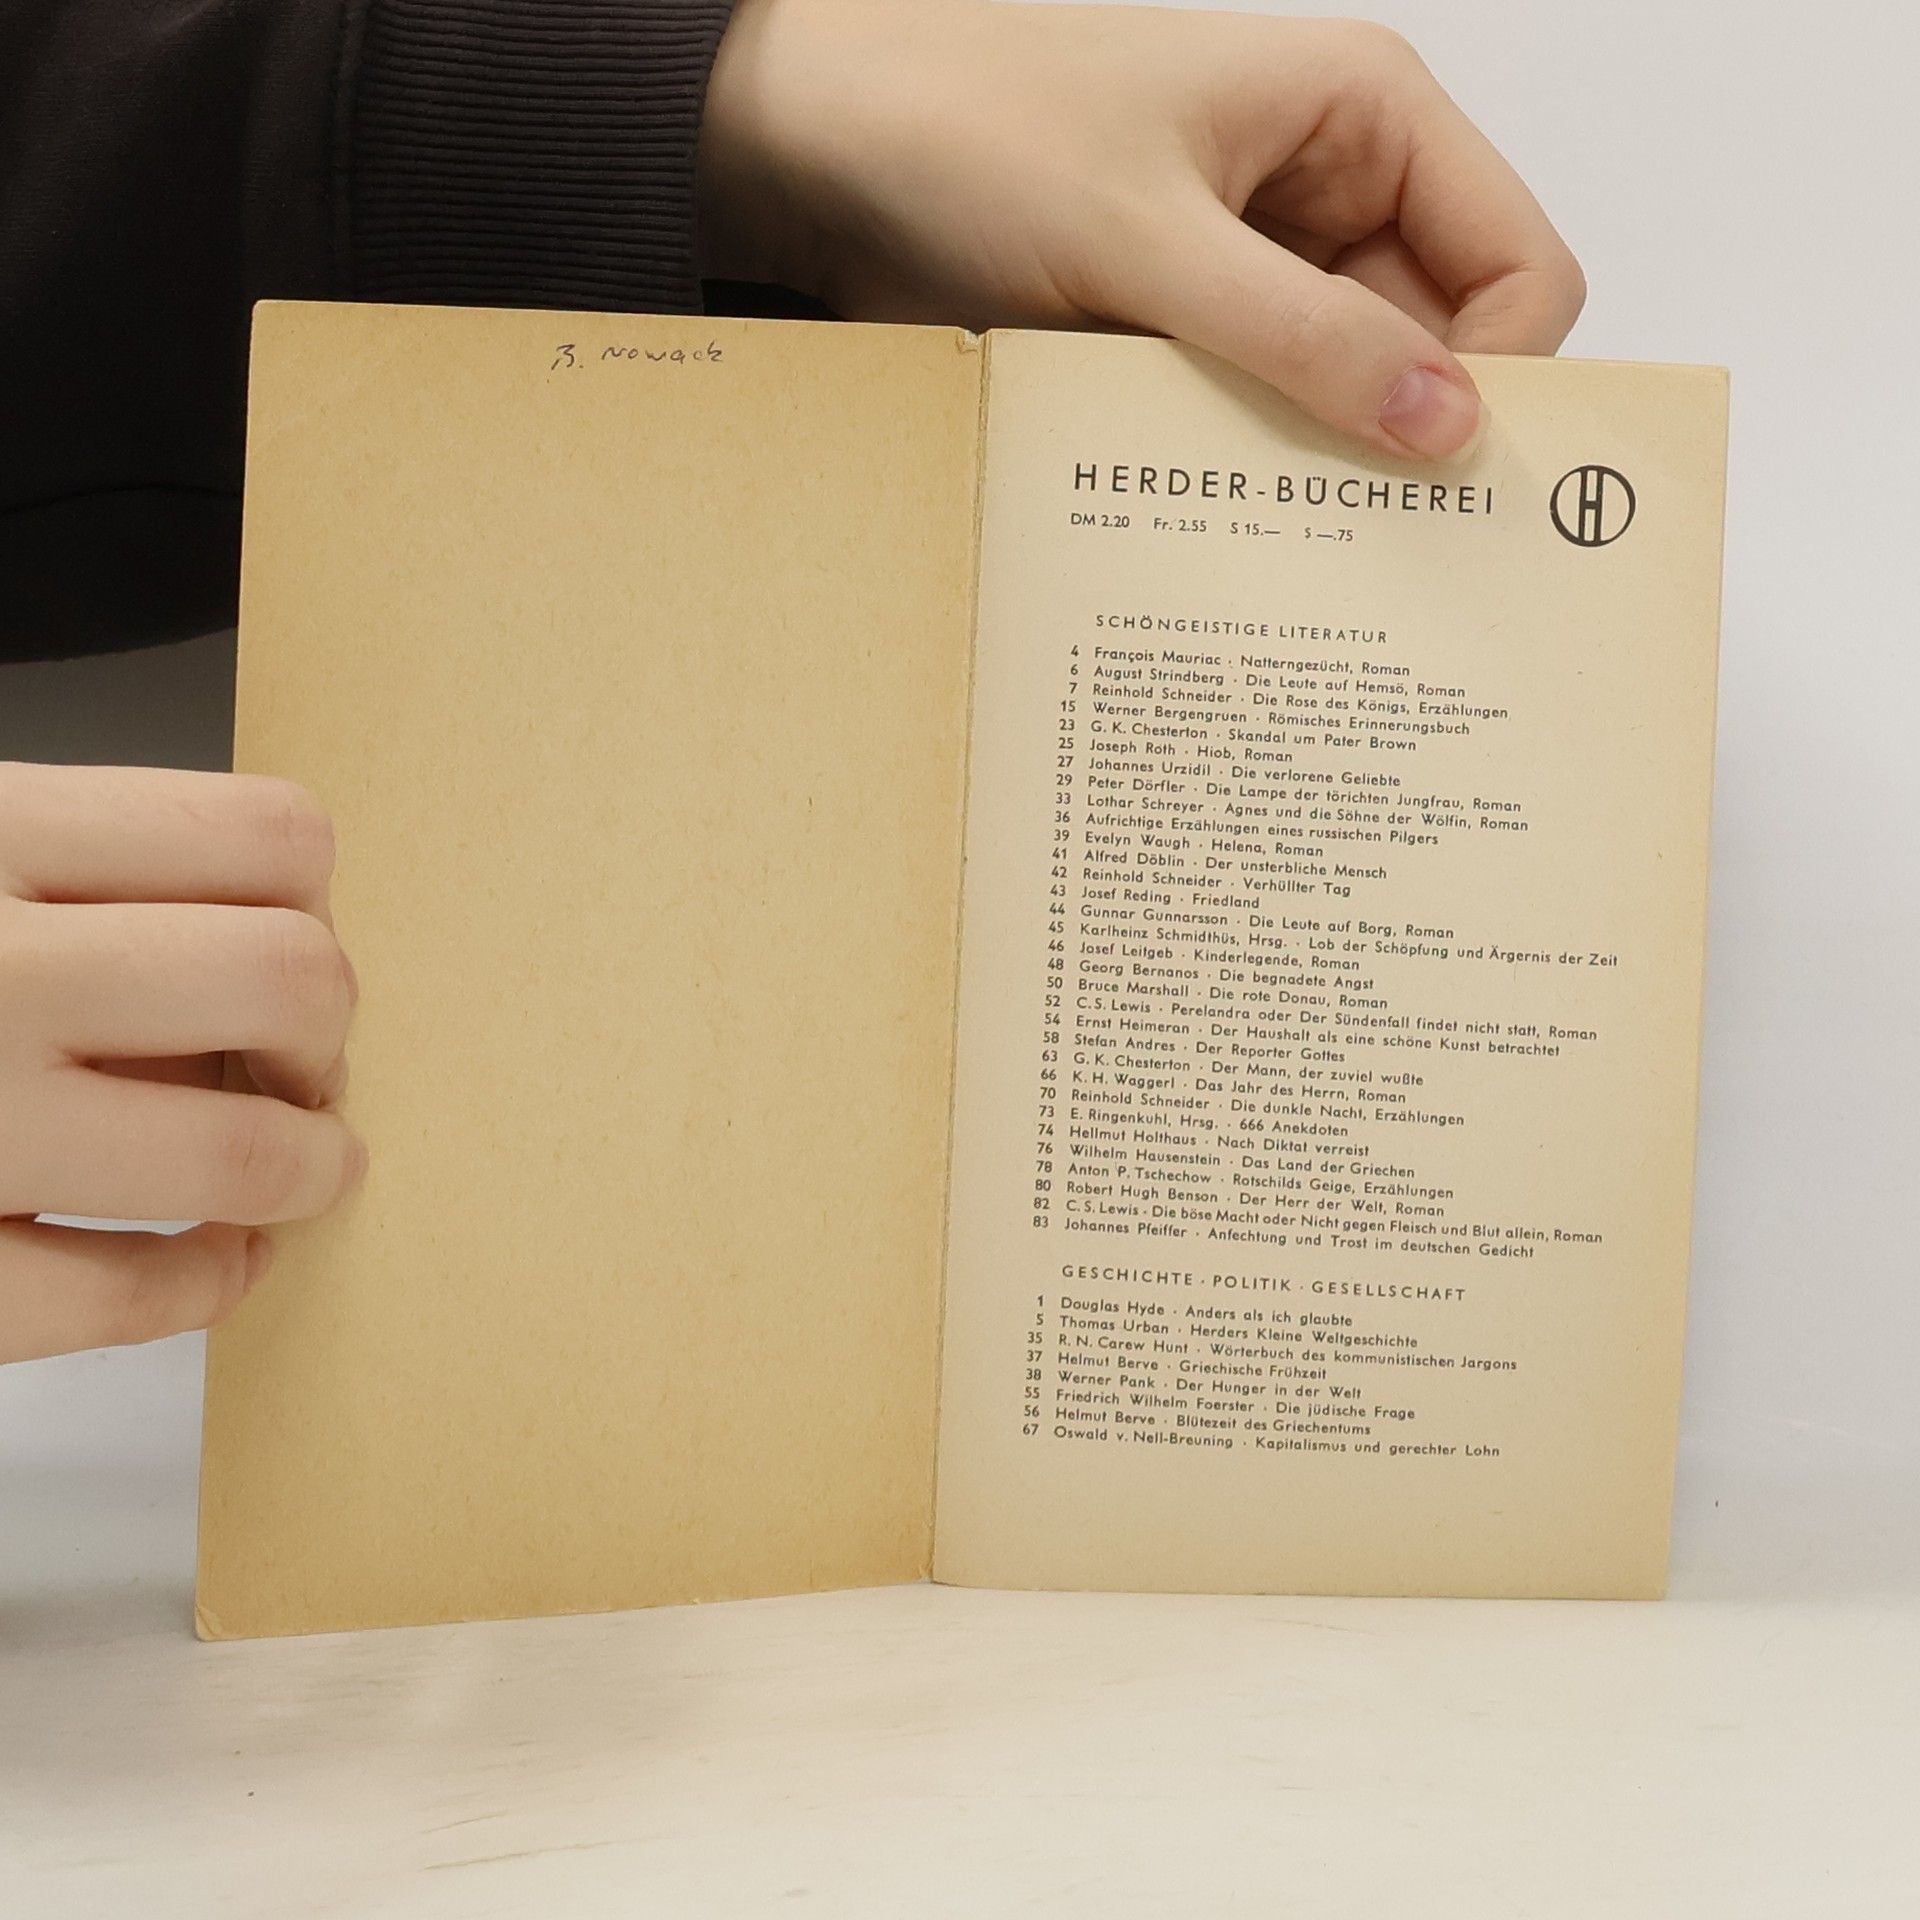 B. Nowack
HERDER-BÜCHEREI
DM 2.20 Fr. 2.55 S 15.— $ —.75
SCHÖNGEISTIGE LITERATUR
4 François Mauriac · Natterngezücht, Roman
6 August Strindberg · Die Leute auf Hemsö, Roman
7 Reinhold Schneider · Die Rose des Königs, Erzählungen
15 Werner Bergengruen · Römisches Erinnerungsbuch
23 G. K. Chesterton · Skandal um Pater Brown
25 Joseph Roth · Hiob, Roman
27 Johannes Urzidil · Die verlorene Geliebte
29 Peter Dörfler · Die Lampe der törichten Jungfrau, Roman
33 Lothar Schreyer · Agnes und die Söhne der Wölfin, Roman
36 Aufrichtige Erzählungen eines russischen Pilgers
39 Evelyn Waugh · Helena, Roman
41 Alfred Döblin · Der unsterbliche Mensch
42 Reinhold Schneider · Verhüllter Tag
43 Josef Reding · Friedland
44 Gunnar Gunnarsson · Die Leute auf Borg, Roman
45 Karlheinz Schmidthüs, Hrsg. · Lob der Schöpfung und Ärgernis der Zeit
46 Josef Leitgeb · Kinderlegende, Roman
48 Georg Bernanos · Die begnadete Angst
50 Bruce Marshall · Die rote Donau, Roman
52 C. S. Lewis · Perelandra oder Der Sündenfall findet nicht statt, Roman
54 Ernst Heimeran · Der Haushalt als eine schöne Kunst betrachtet
58 Stefan Andres · Der Reporter Gottes
63 G. K. Chesterton · Der Mann, der zuviel wußte
66 K. H. Waggerl · Das Jahr des Herrn, Roman
70 Reinhold Schneider · Die dunkle Nacht, Erzählungen
73 E. Ringenkuhl, Hrsg. · 666 Anekdoten
74 Hellmut Holthaus · Nach Diktat verreist
76 Wilhelm Hausenstein · Das Land der Griechen
78 Anton P. Tschechow · Rotschilds Geige, Erzählungen
80 Robert Hugh Benson · Der Herr der Welt, Roman
82 C. S. Lewis · Die böse Macht oder Nicht gegen Fleisch und Blut allein, Roman
83 Johannes Pfeiffer · Anfechtung und Trost im deutschen Gedicht
GESCHICHTE · POLITIK · GESELLSCHAFT
1 Douglas Hyde · Anders als ich glaubte
5 Thomas Urban · Herders Kleine Weltgeschichte
35 R. N. Carew Hunt · Wörterbuch des kommunistischen Jargons
37 Helmut Berve · Griechische Frühzeit
38 Werner Pank · Der Hunger in der Welt
55 Friedrich Wilhelm Foerster · Die jüdische Frage
56 Helmut Berve · Blütezeit des Griechentums
67 Oswald v. Nell-Breuning · Kapitalismus und gerechter Lohn